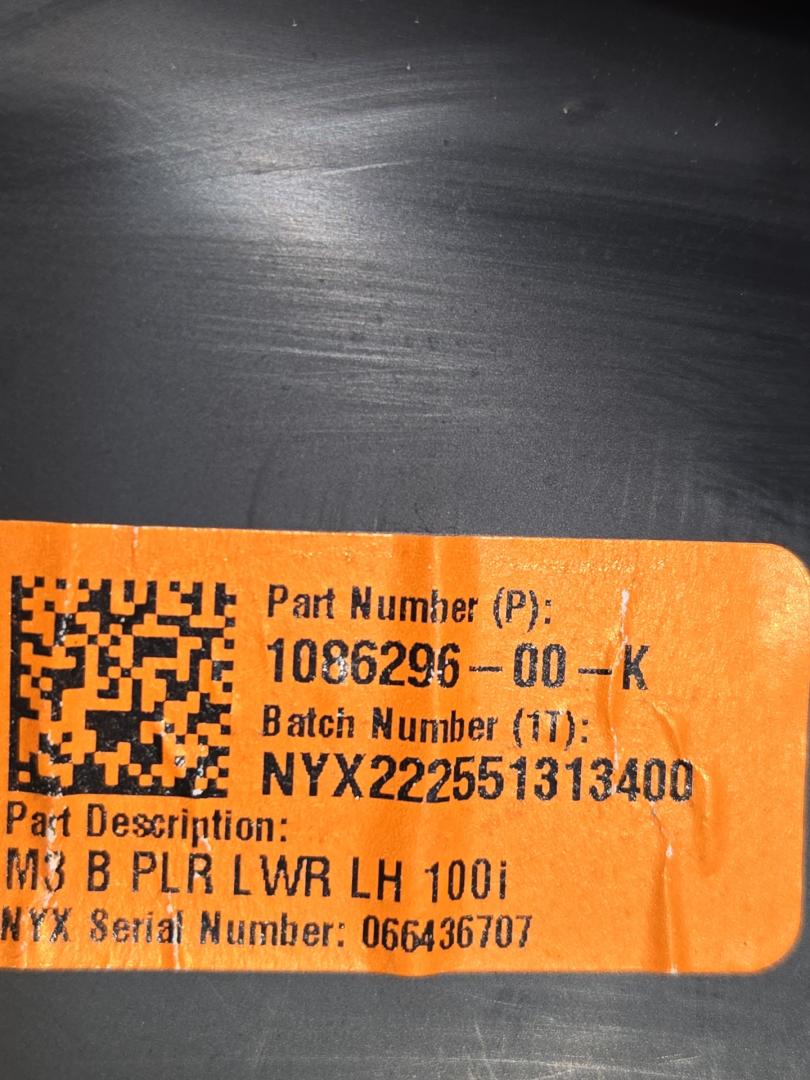 Part Number (P):
1086296-00-K
Batch Number (1T):
NYX222551313400
Part Description:
M3 B PLR LWR LH 100i
NYX Serial Number: 066436707